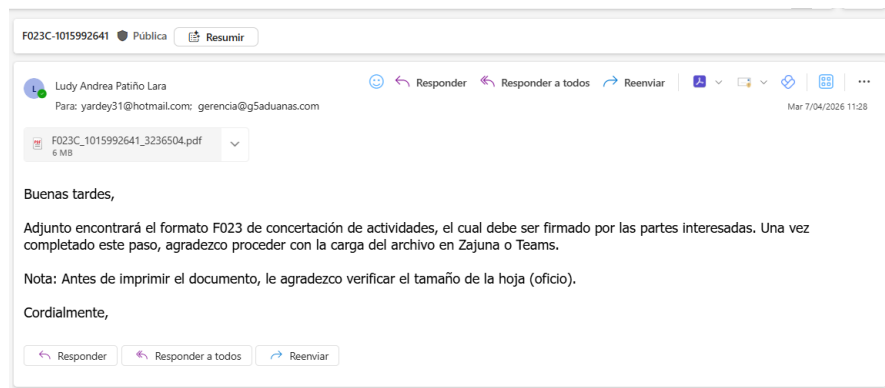 F023C-1015992641 Pública Resumir
L Ludy Andrea Patiño Lara
Responder Responder a todos Reenviar
Para: yardey31@hotmail.com; gerencia@g5aduanas.com
Mar 7/04/2026 11:28
F023C_1015992641_3236504.pdf
6 MB
Buenas tardes,
Adjunto encontrará el formato F023 de concertación de actividades, el cual debe ser firmado por las partes interesadas. Una vez
completado este paso, agradezco proceder con la carga del archivo en Zajuna o Teams.
Nota: Antes de imprimir el documento, le agradezco verificar el tamaño de la hoja (oficio).
Cordialmente,
Responder Responder a todos Reenviar